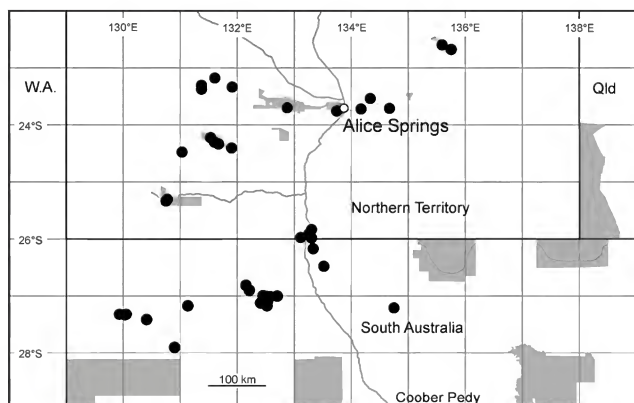 130°E 132°E 134°E 136°E 138°E
W.A. Qld
24°S Alice Springs
Northern Territory
26°S
South Australia
28°S
100 km
Coober Pedy